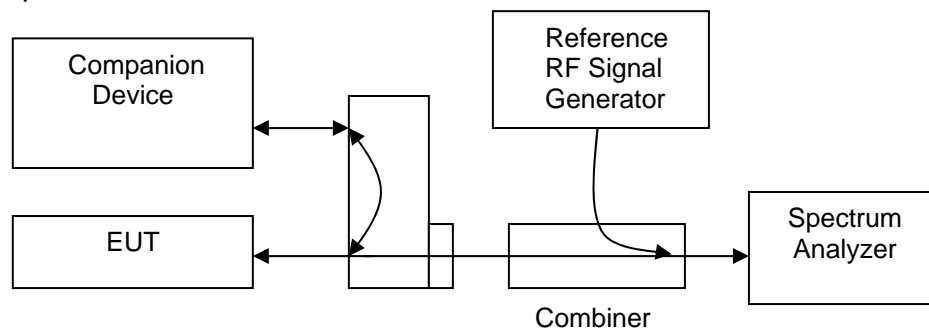 Companion
Device
Reference
RF Signal
Generator
EUT
Spectrum
Analyzer
Combiner